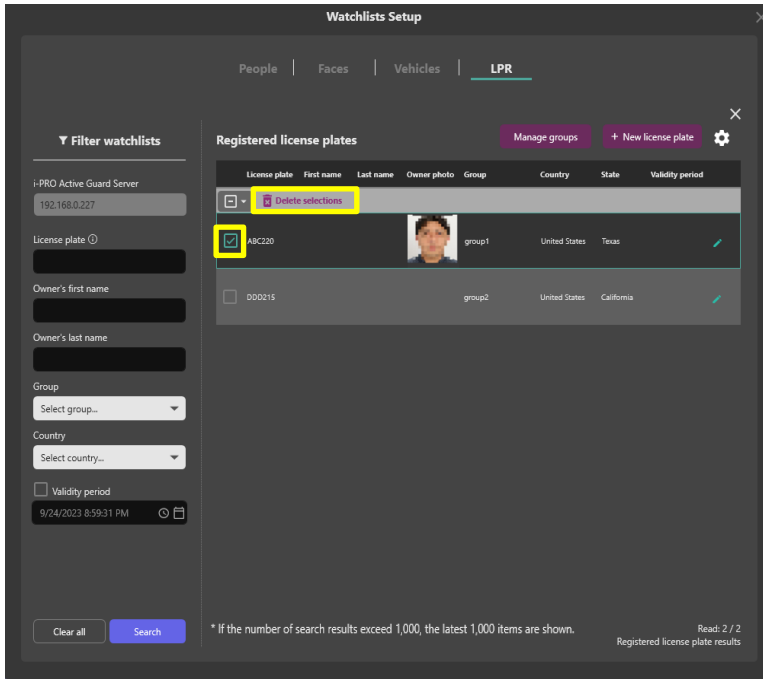 Watchlists Setup
People
Faces
Vehicles
LPR
Filter watchlists
i-PRO Active Guard Server
192.168.0.227
License plate
Owner's first name
Owner's last name
Group
Select group...
Country
Select country...
Validity period
9/24/2023 8:59:31 PM
Clear all
Search
Registered license plates
Manage groups
+ New license plate
License plate First name Last name Owner photo Group Country State Validity period
Delete selections
ABC220 group1 United States Texas
DDD215 group2 United States California
* If the number of search results exceed 1,000, the latest 1,000 items are shown.
Read: 2 / 2
Registered license plate results